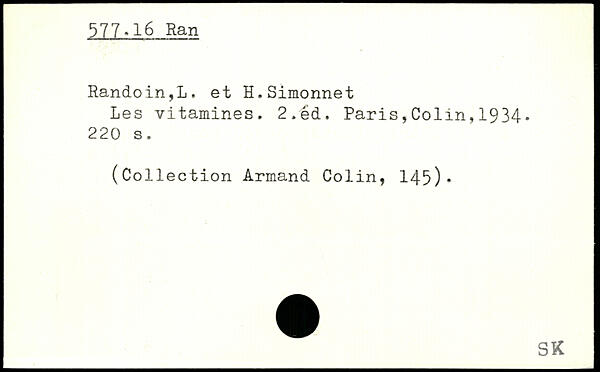 577.16 Ran
Randoin,L. et H.Simonnet
Les vitamines. 2.éd. Paris,Colin,1934.
220 s.
(Collection Armand Colin, 145).
SK